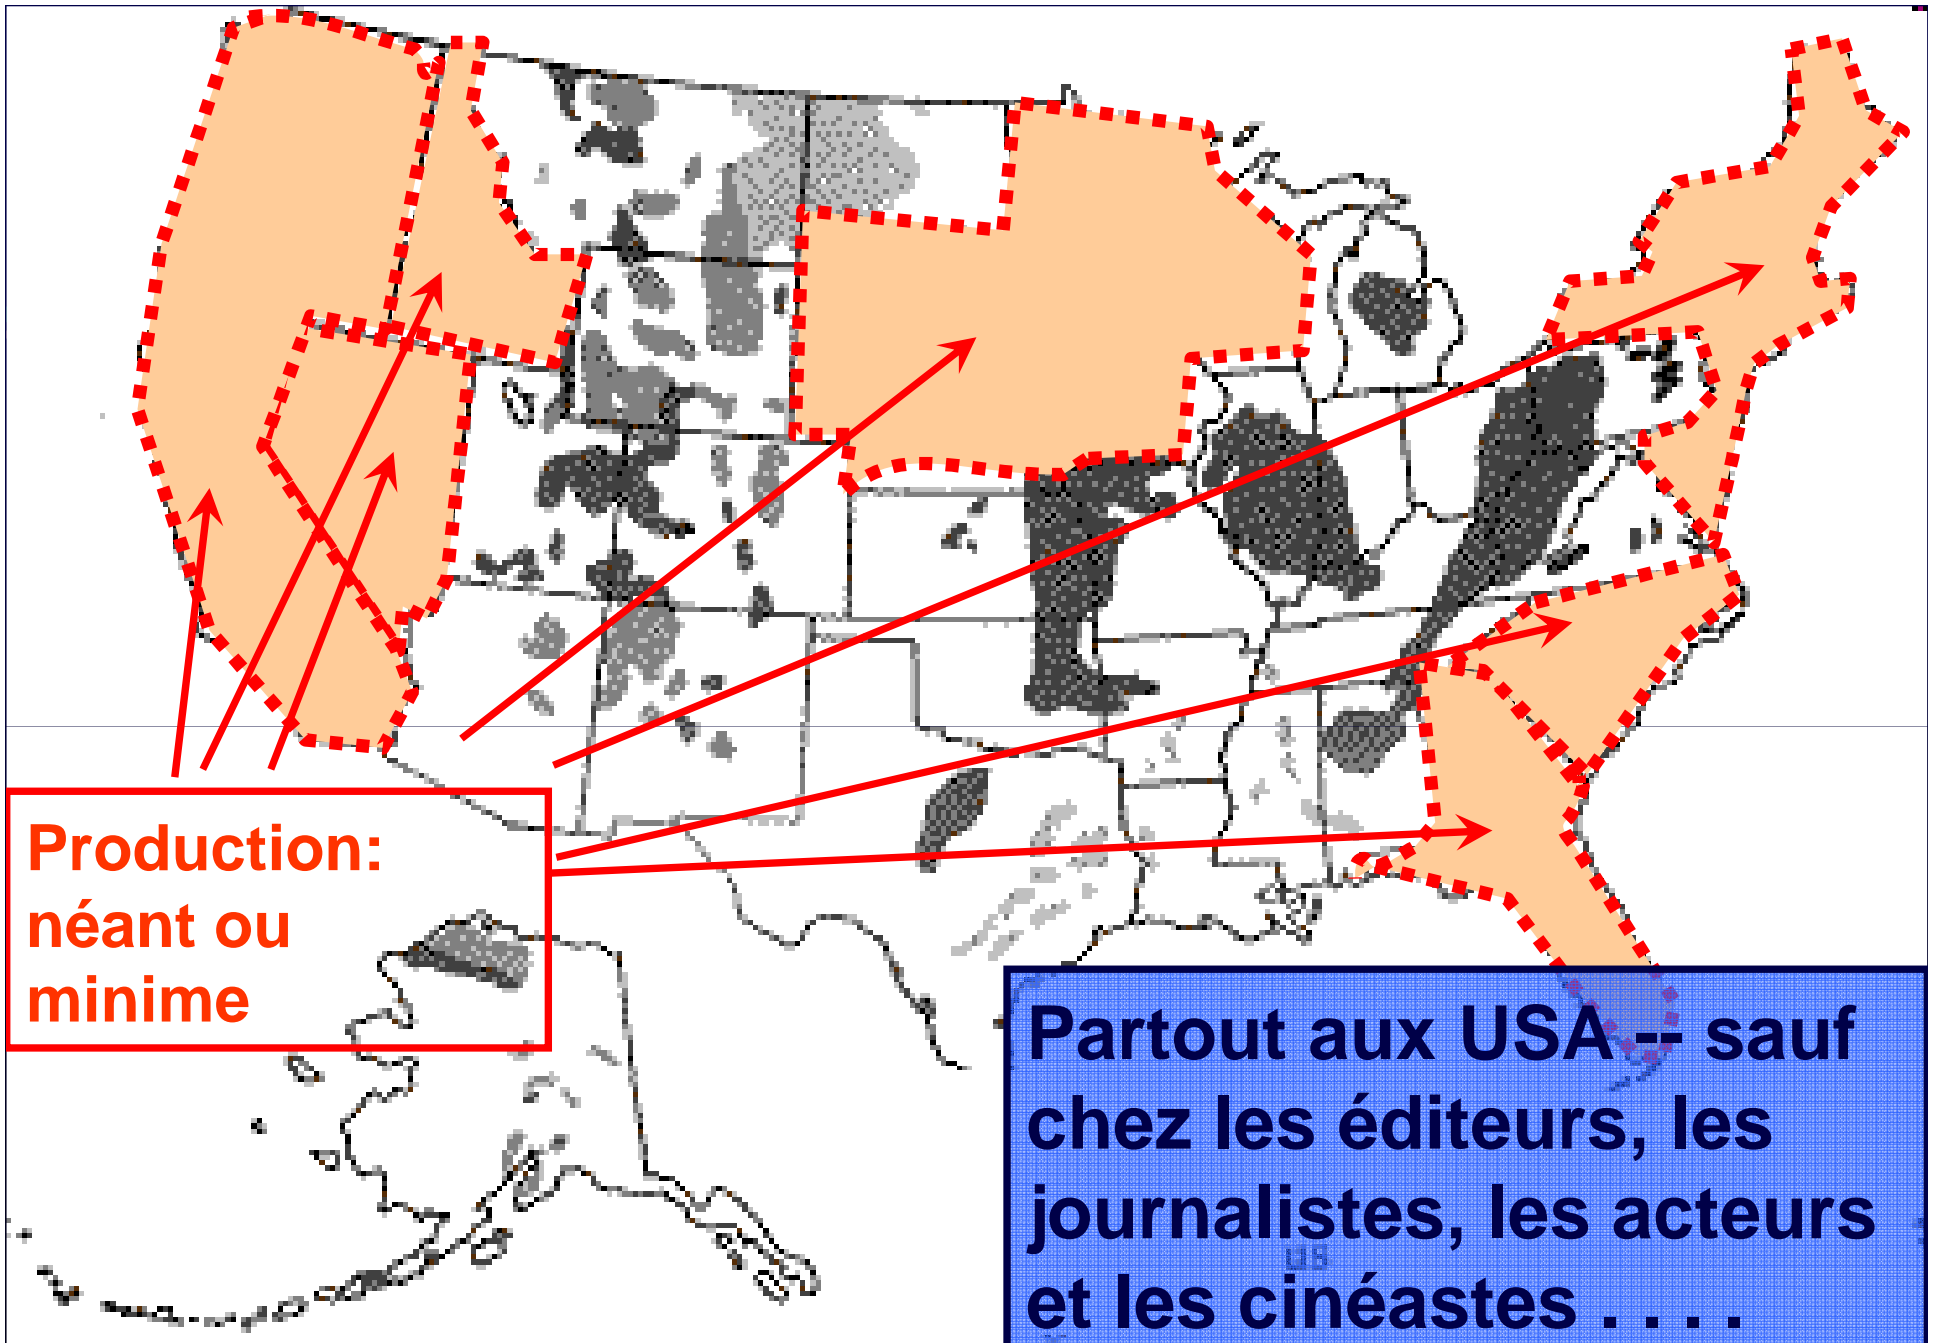 Production:
néant ou
minime
Partout aux USA -- sauf
chez les éditeurs, les
journalistes, les acteurs
et les cinéastes . . . .